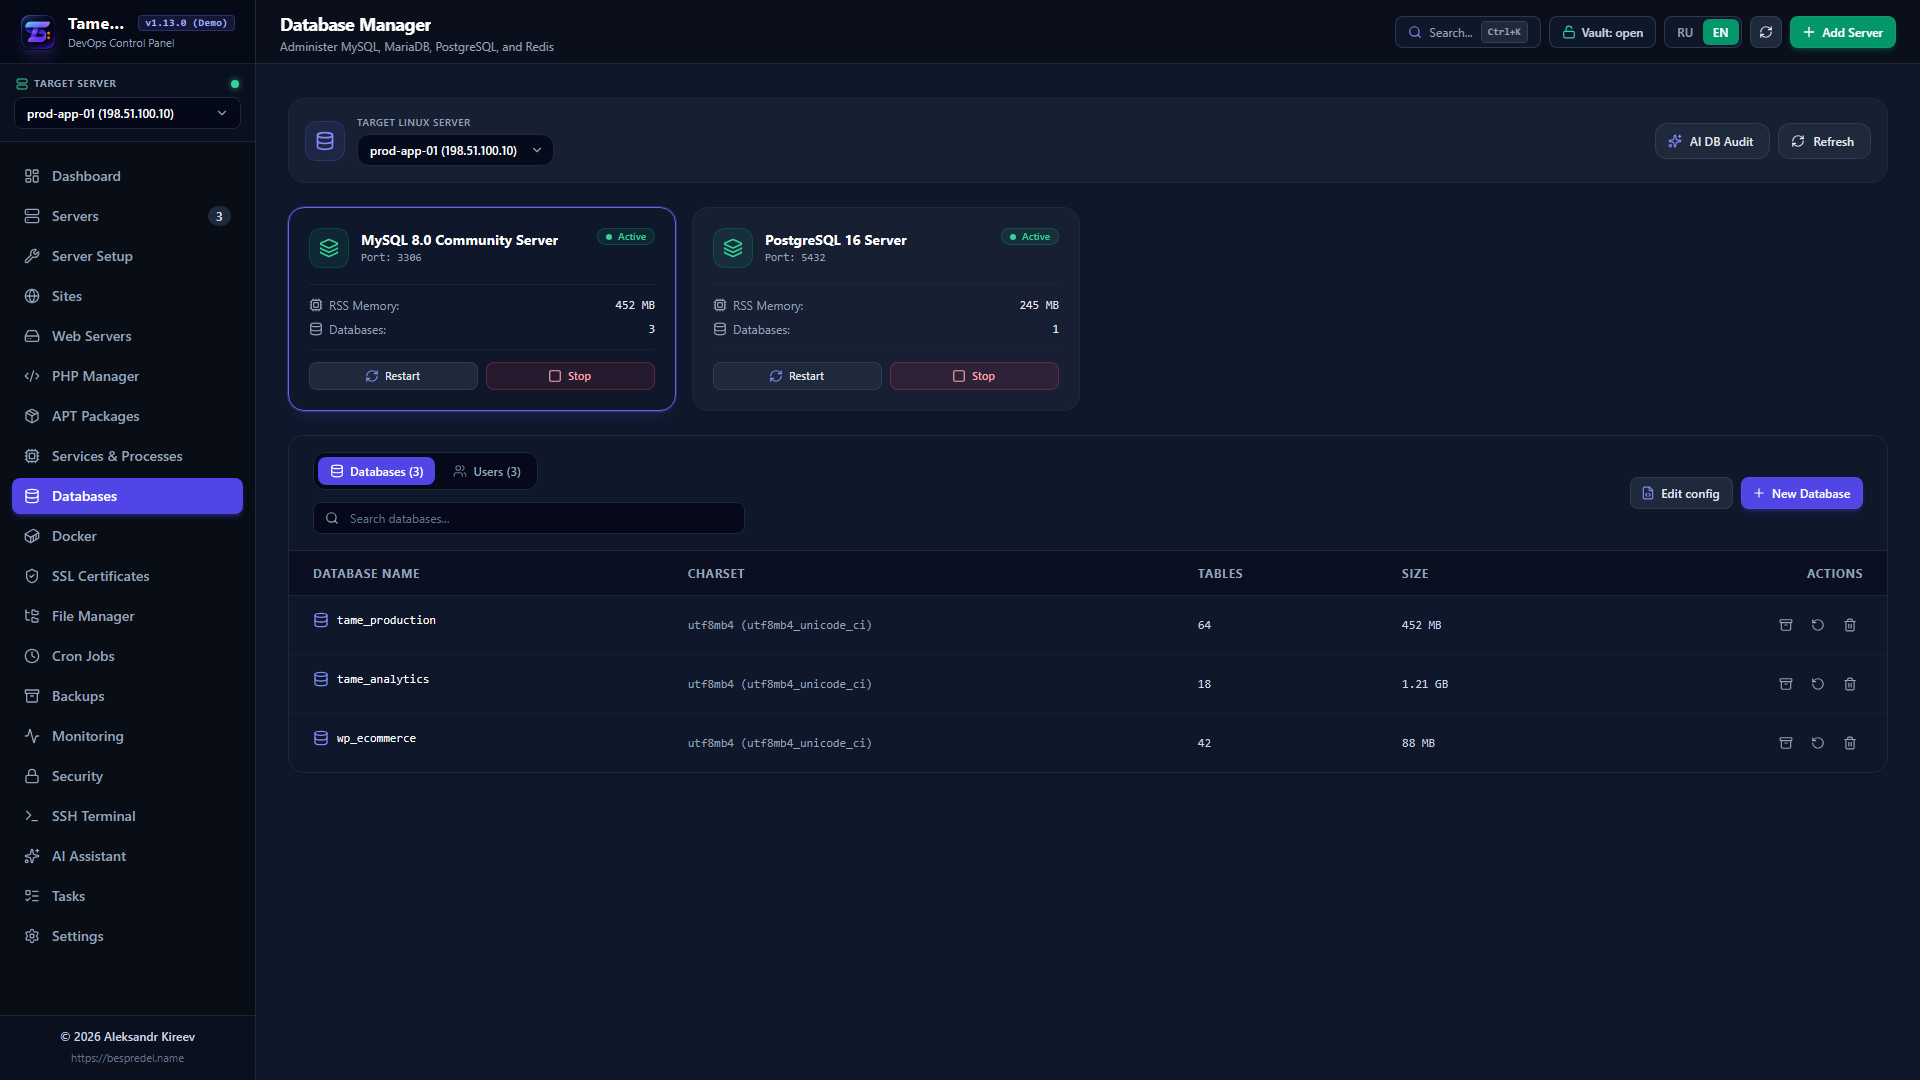 Tame...
v1.13.0 (Demo)
DevOps Control Panel
TARGET SERVER
prod-app-01 (198.51.100.10)
Dashboard
Servers
3
Server Setup
Sites
Web Servers
PHP Manager
APT Packages
Services & Processes
Databases
Docker
SSL Certificates
File Manager
Cron Jobs
Backups
Monitoring
Security
SSH Terminal
AI Assistant
Tasks
Settings
© 2026 Aleksandr Kireev
https://bespredel.name
Database Manager
Administer MySQL, MariaDB, PostgreSQL, and Redis
Search...
Ctrl+K
Vault: open
RU
EN
Add Server
TARGET LINUX SERVER
prod-app-01 (198.51.100.10)
AI DB Audit
Refresh
MySQL 8.0 Community Server
Active
Port: 3306
RSS Memory:
452 MB
Databases:
3
Restart
Stop
PostgreSQL 16 Server
Active
Port: 5432
RSS Memory:
245 MB
Databases:
1
Restart
Stop
Databases (3)
Users (3)
Search databases...
Edit config
New Database
DATABASE NAME
CHARSET
TABLES
SIZE
ACTIONS
tame_production
utf8mb4 (utf8mb4_unicode_ci)
64
452 MB
tame_analytics
utf8mb4 (utf8mb4_unicode_ci)
18
1.21 GB
wp_ecommerce
utf8mb4 (utf8mb4_unicode_ci)
42
88 MB